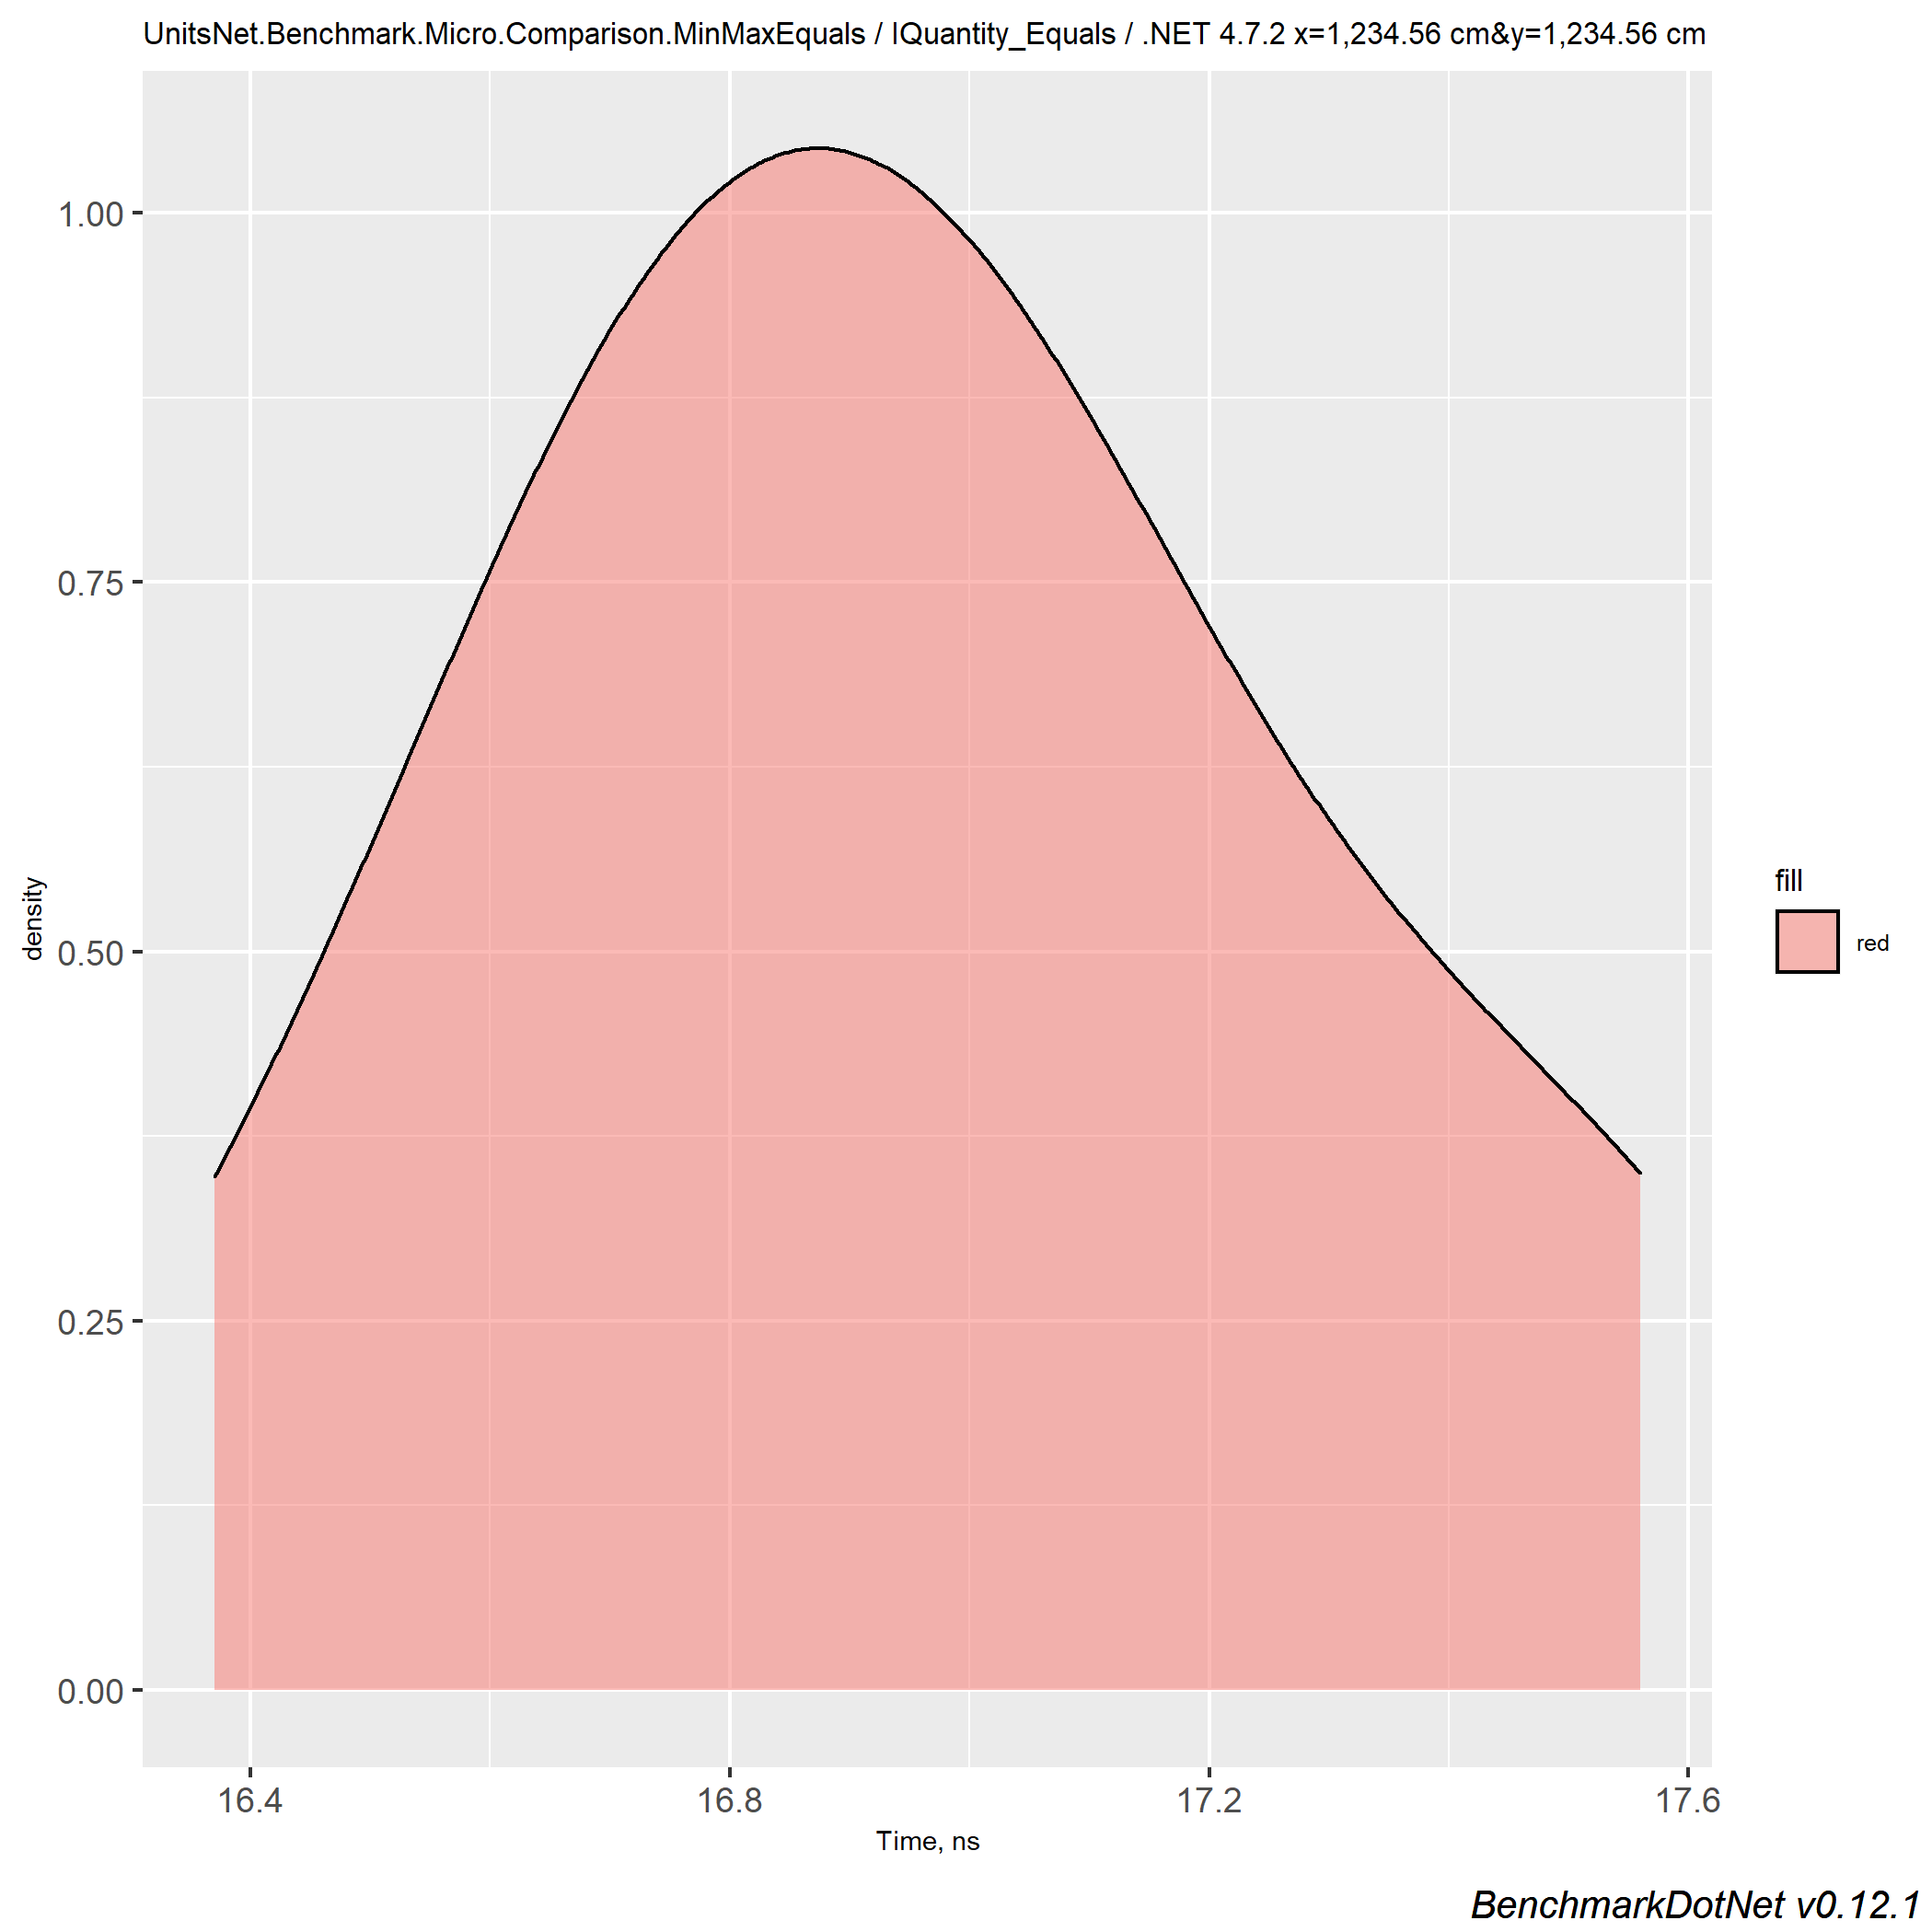 UnitsNet.Benchmark.Micro.Comparison.MinMaxEquals / IQuantity_Equals / .NET 4.7.2 x=1,234.56 cm&y=1,234.56 cm
1.00
0.75
0.50
0.25
0.00
density
16.4 16.8 17.2 17.6
Time, ns
fill
red
BenchmarkDotNet v0.12.1